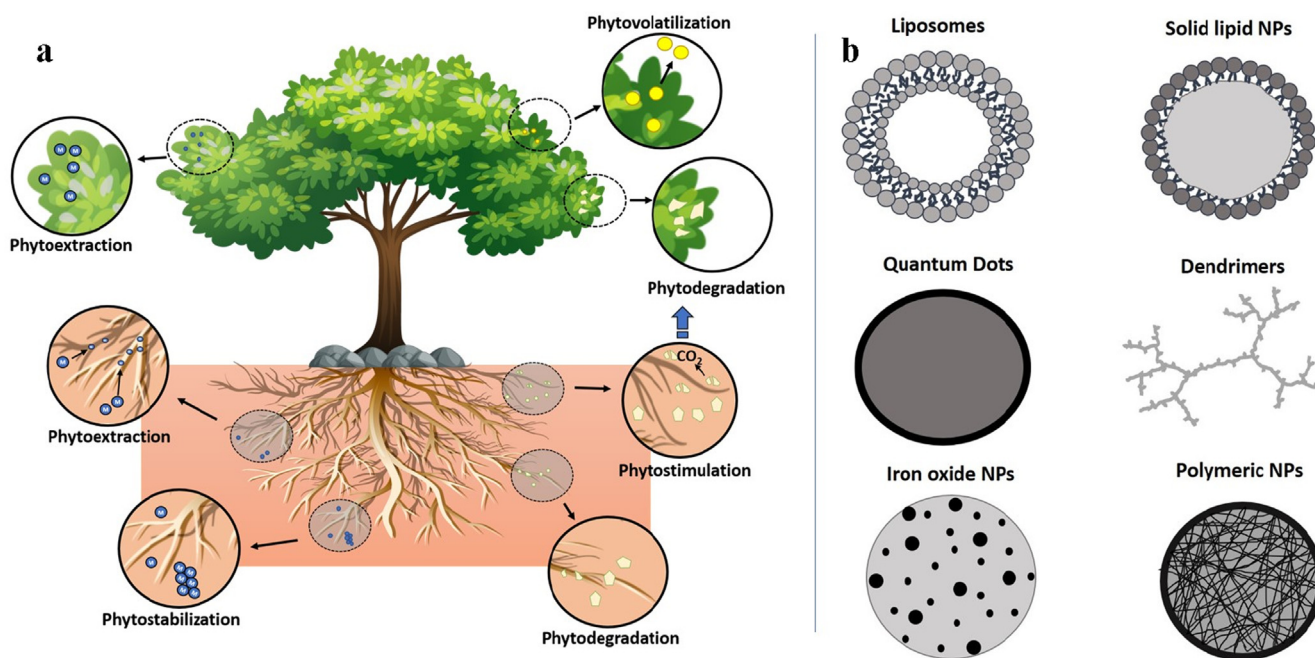 a
Phytovolatilization
M
M
M
M
M
M
Phytoextraction
Phytodegradation
M
M
M
Phytoextraction
CO2
Phytostimulation
M
M
M
M
M
M
M
M
M
Phytostabilization
Phytodegradation
b
Liposomes
Solid lipid NPs
Quantum Dots
Dendrimers
Iron oxide NPs
Polymeric NPs